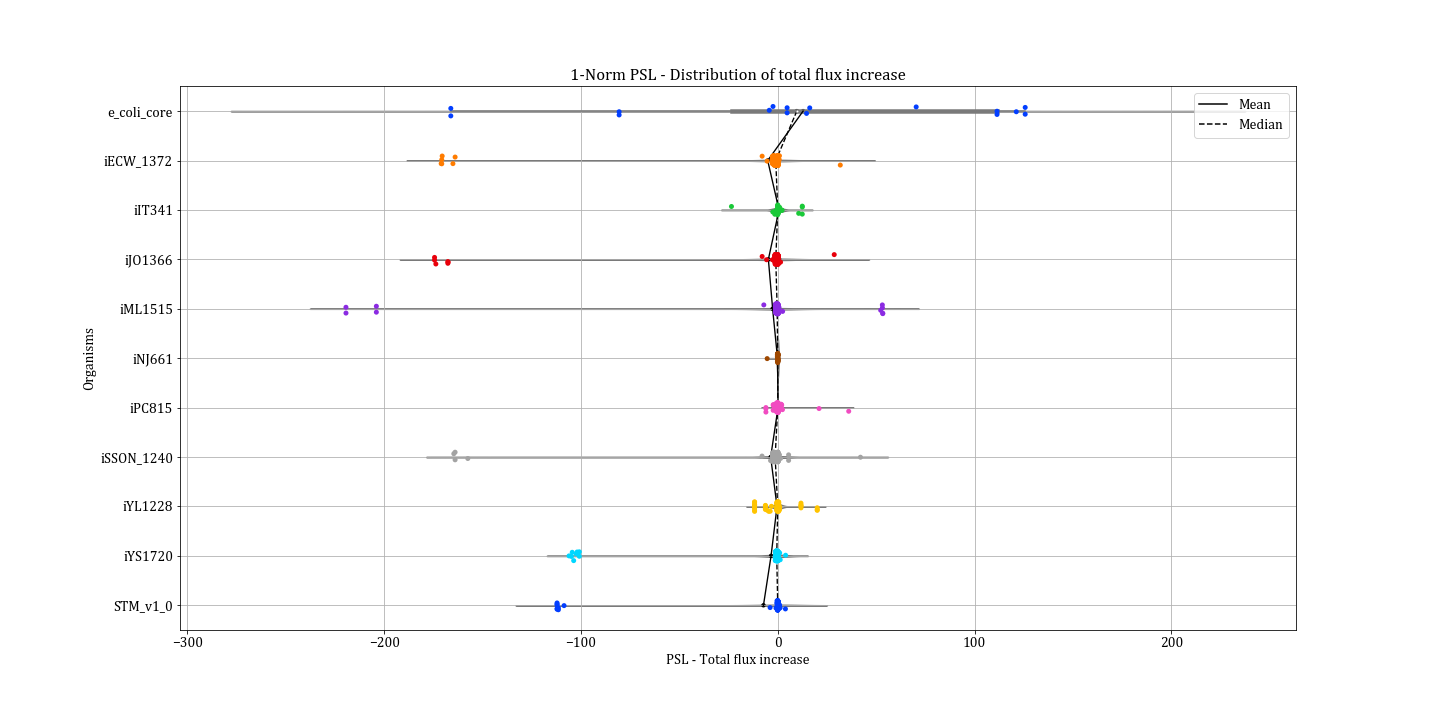 1-Norm PSL - Distribution of total flux increase
Mean
Median
Organisms
e_coli_core
iECW_1372
iIT341
iJO1366
iML1515
iNJ661
iPC815
iSSON_1240
iYL1228
iYS1720
STM_v1_0
−300 −200 −100 0 100 200
PSL - Total flux increase